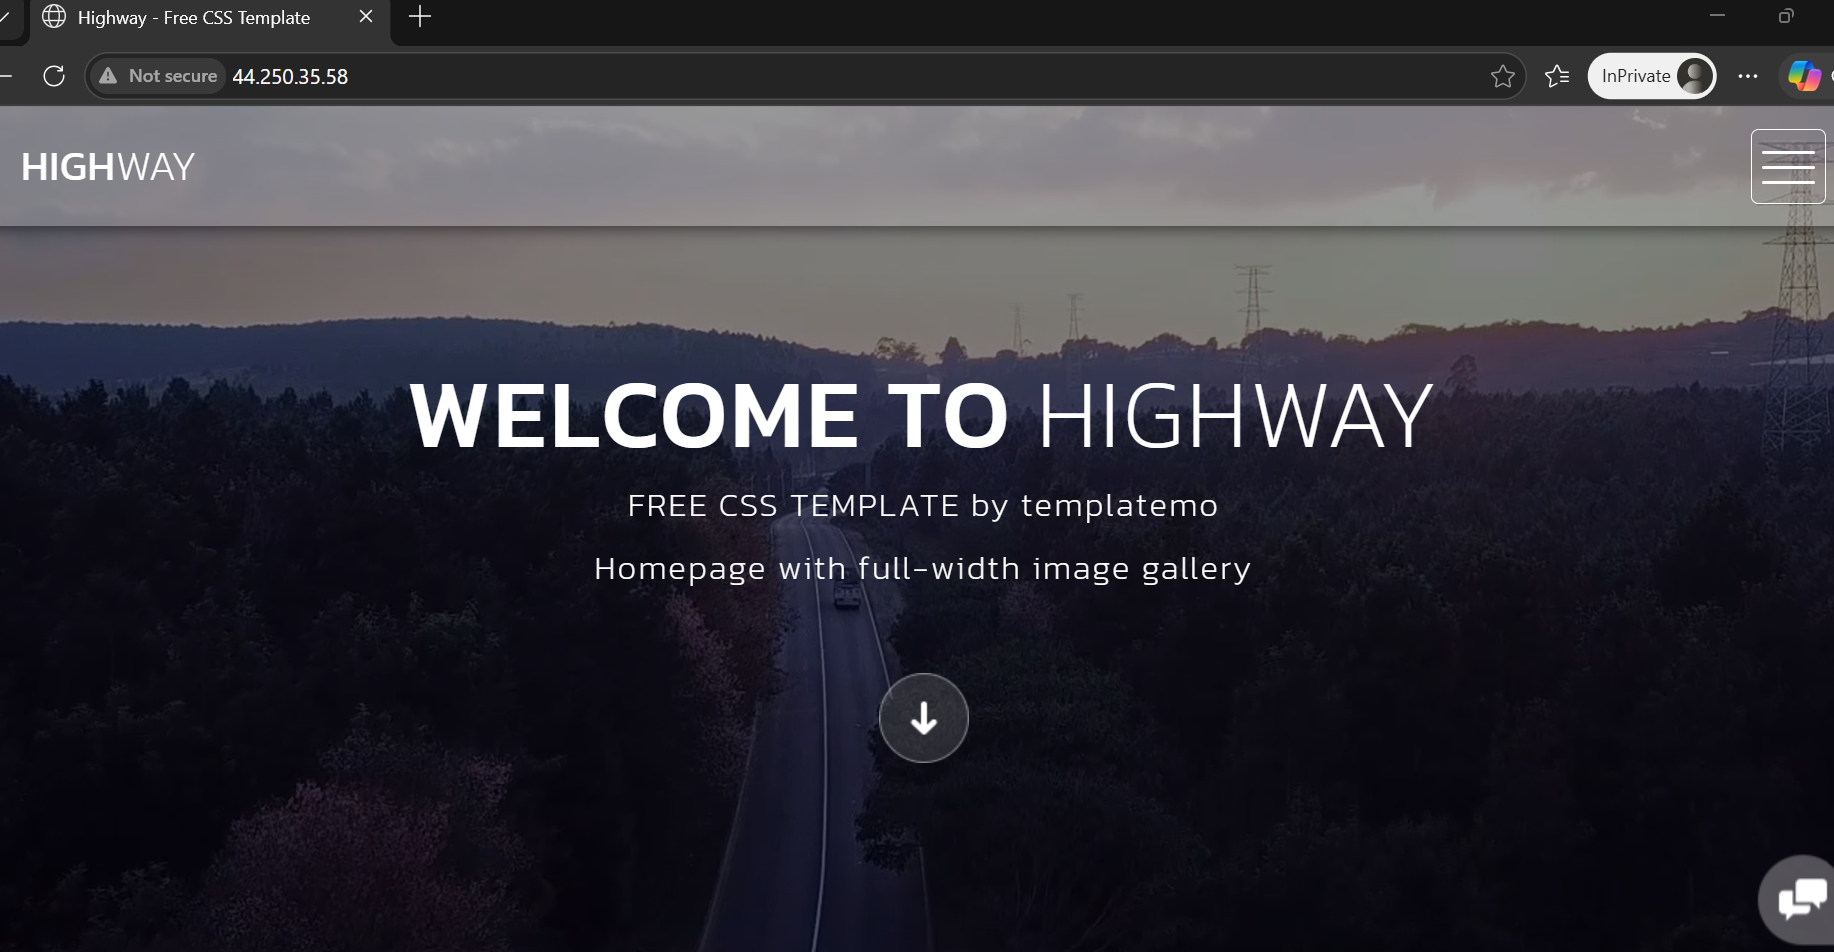 Highway - Free CSS Template
Not secure 44.250.35.58
InPrivate
HIGHWAY
WELCOME TO HIGHWAY
FREE CSS TEMPLATE by templatemo
Homepage with full-width image gallery